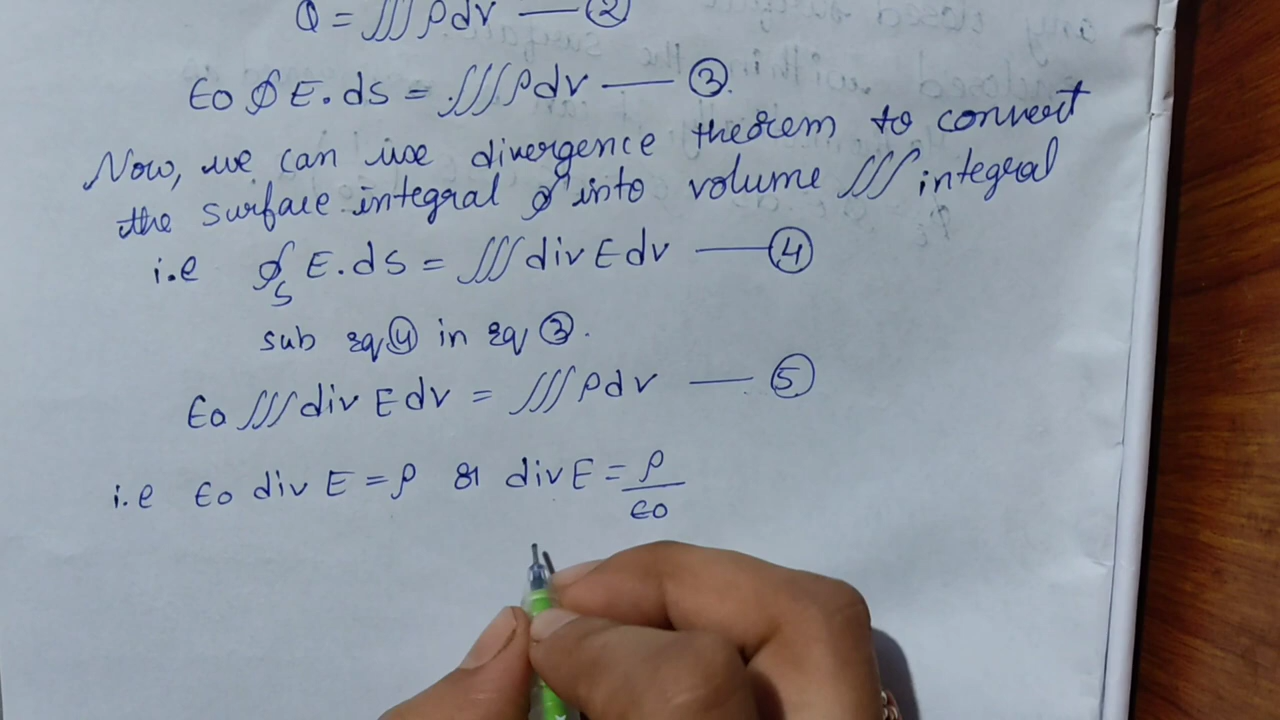 Q = ∭ρdv — ②
ϵ0 ∯ E.ds = ∭ρdv — ③.
Now, we can use divergence theorem to convert
the surface integral ∯ into volume ∭ integral
i.e ∯S E.ds = ∭div E dv — ④
sub eq ④ in eq ③.
ϵ0 ∭div E dv = ∭ρdv — ⑤
i.e ϵ0 div E = ρ or div E = ρ/ϵ0